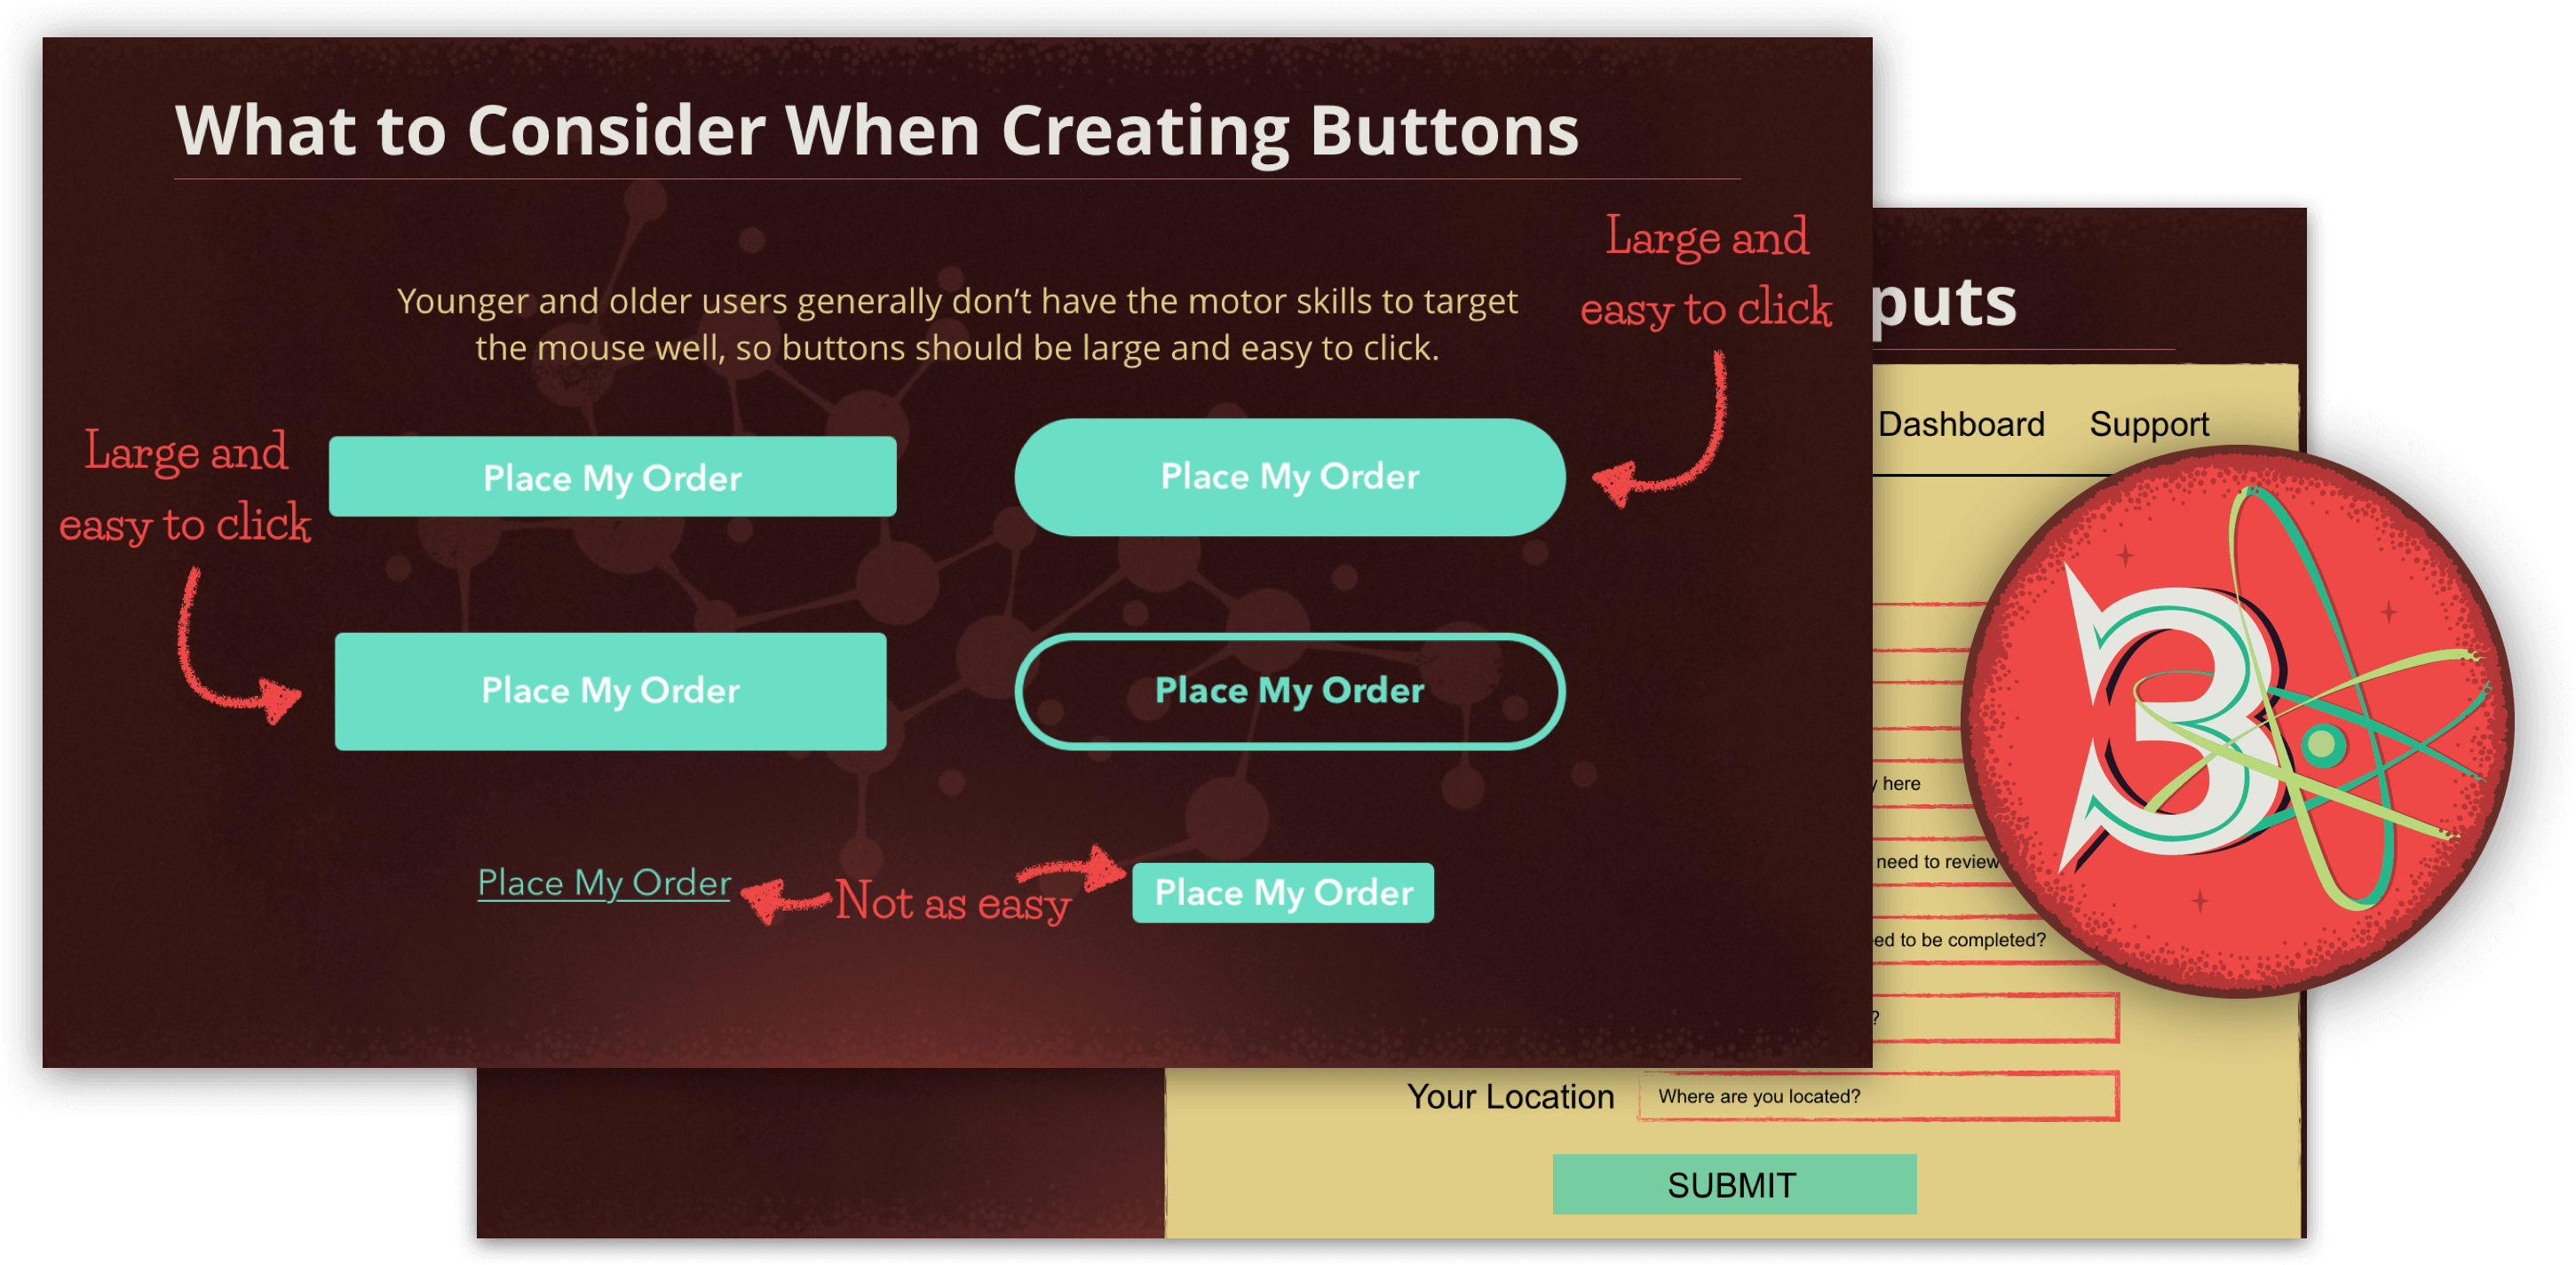 What to Consider When Creating Buttons
Younger and older users generally don't have the motor skills to target
the mouse well, so buttons should be large and easy to click.
Large and
easy to click
Large and
easy to click
Place My Order
Place My Order
Place My Order
Place My Order
Place My Order
Not as easy
Place My Order
puts
Dashboard
Support
here
need to review
ed to be completed?
?
Your Location
Where are you located?
SUBMIT
3